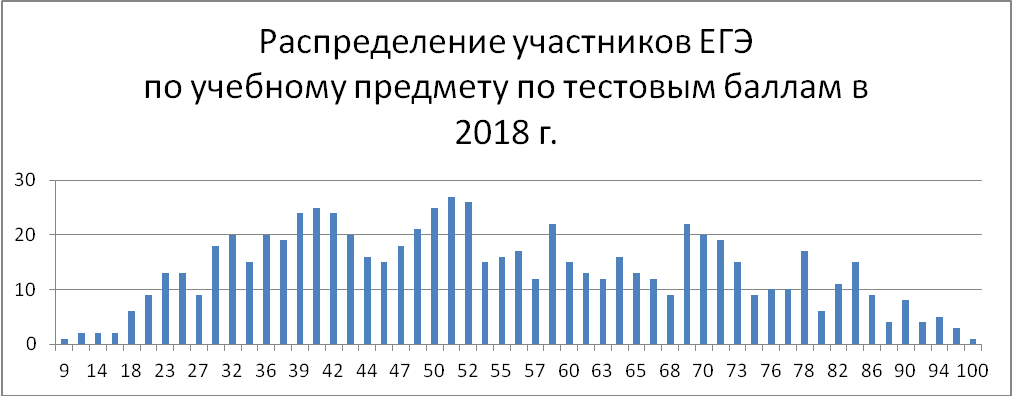 Распределение участников ЕГЭ
по учебному предмету по тестовым баллам в
2018 г.
30
20
10
0
9 14 18 23 27 32 36 39 42 44 47 50 52 55 57 60 63 65 68 70 73 76 78 82 86 90 94 100